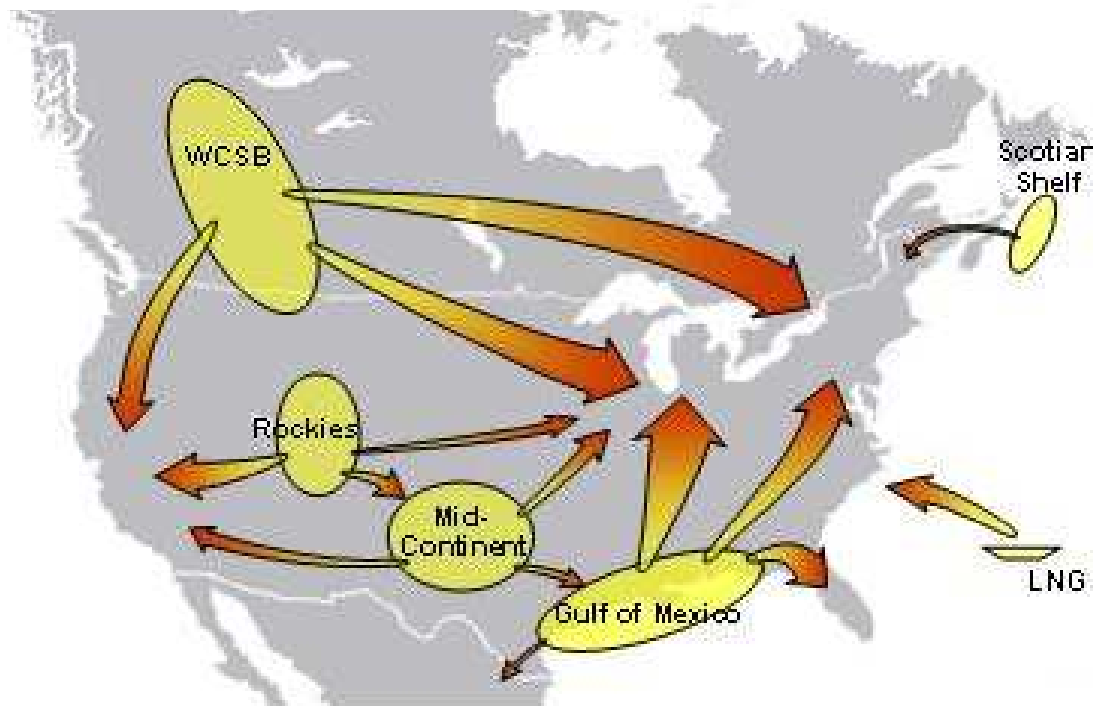 WCSB
Scotian
Shelf
Rockies
Mid-
Continent
LNG
Gulf of Mexico